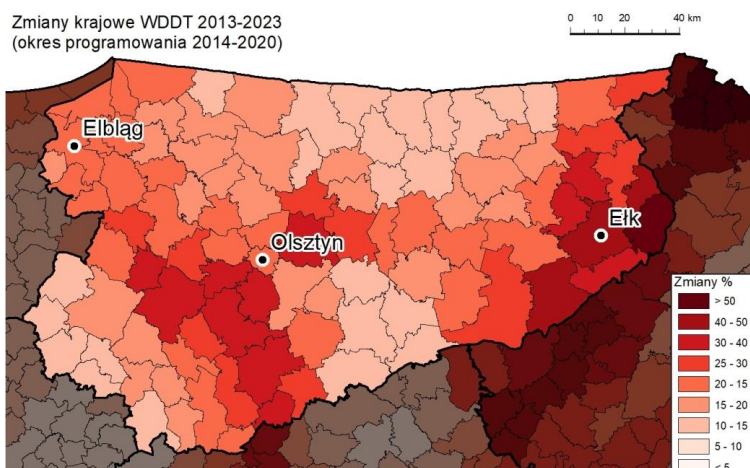 Zmiany krajowe WDDT 2013-2023
(okres programowania 2014-2020)
0 10 20 40 km
Elbląg
Olsztyn
Ełk
Zmiany %
> 50
40 - 50
30 - 40
25 - 30
20 - 15
15 - 20
10 - 15
5 - 10
< 5